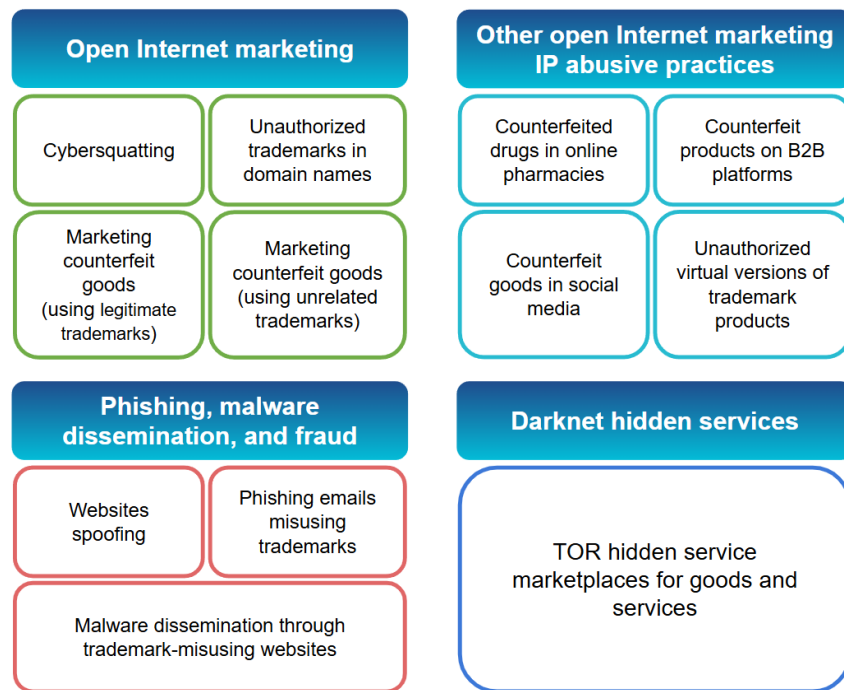 Open Internet marketing
Cybersquatting
Unauthorized
trademarks in
domain names
Marketing
counterfeit
goods
(using legitimate
trademarks)
Marketing
counterfeit goods
(using unrelated
trademarks)
Other open Internet marketing
IP abusive practices
Counterfeited
drugs in online
pharmacies
Counterfeit
products on B2B
platforms
Counterfeit
goods in social
media
Unauthorized
virtual versions of
trademark
products
Phishing, malware
dissemination, and fraud
Websites
spoofing
Phishing emails
misusing
trademarks
Malware dissemination through
trademark-misusing websites
Darknet hidden services
TOR hidden service
marketplaces for goods and
services